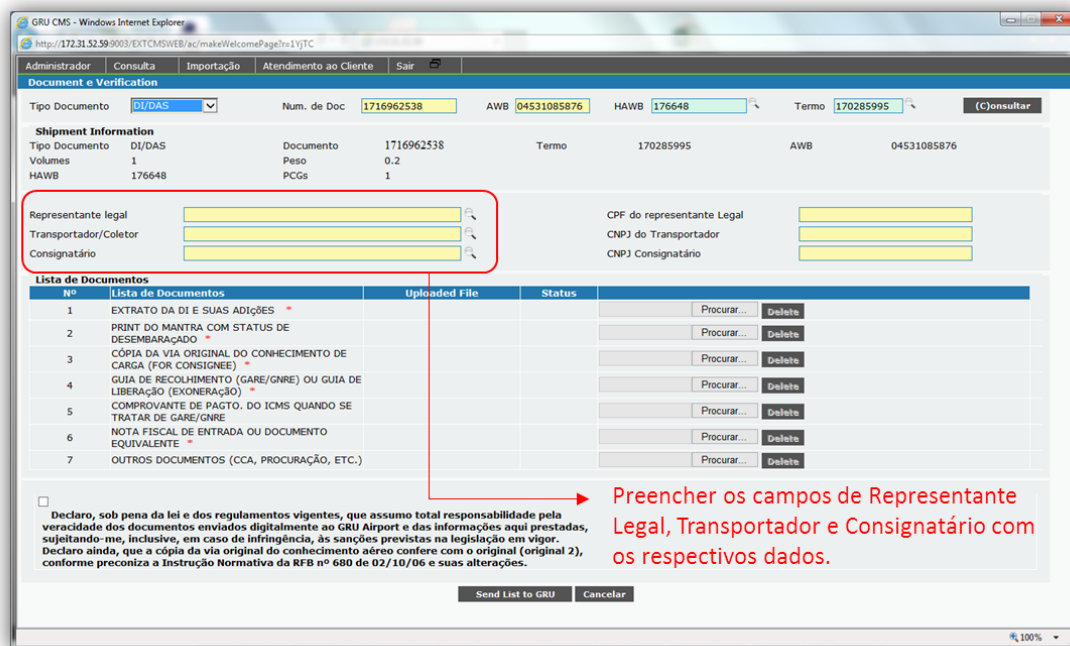 GRU CMS - Windows Internet Explorer
http://172.31.52.59:9003/EXTCMSWEB/ac/makeWelcomePage?r=1YjTC
Administrador Consulta Importação Atendimento ao Cliente Sair
Document e Verification
Tipo Documento DI/DAS Num. de Doc 1716962538 AWB 04531085876 HAWB 176648 Termo 170285995 (C)onsultar
Shipment Information
Tipo Documento DI/DAS Documento 1716962538 Termo 170285995 AWB 04531085876
Volumes 1 Peso 0.2
HAWB 176648 PCGs 1
Representante legal CPF do representante Legal
Transportador/Coletor CNPJ do Transportador
Consignatário CNPJ Consignatário
Lista de Documentos
Nº Lista de Documentos Uploaded File Status
1 EXTRATO DA DI E SUAS ADIçÕES * Procurar... Delete
PRINT DO MANTRA COM STATUS DE
2 DESEMBARAçADO * Procurar... Delete
CÓPIA DA VIA ORIGINAL DO CONHECIMENTO DE
3 CARGA (FOR CONSIGNEE) * Procurar... Delete
GUIA DE RECOLHIMENTO (GARE/GNRE) OU GUIA DE
4 LIBERAçÃO (EXONERAçÃO) * Procurar... Delete
COMPROVANTE DE PAGTO. DO ICMS QUANDO SE
5 TRATAR DE GARE/GNRE Procurar... Delete
NOTA FISCAL DE ENTRADA OU DOCUMENTO
6 EQUIVALENTE * Procurar... Delete
7 OUTROS DOCUMENTOS (CCA, PROCURAÇÃO, ETC.) Procurar... Delete
Declaro, sob pena da lei e dos regulamentos vigentes, que assumo total responsabilidade pela
veracidade dos documentos enviados digitalmente ao GRU Airport e das informações aqui prestadas,
sujeitando-me, inclusive, em caso de infringência, às sanções previstas na legislação em vigor.
Declaro ainda, que a cópia da via original do conhecimento aéreo confere com o original (original 2),
conforme preconiza a Instrução Normativa da RFB nº 680 de 02/10/06 e suas alterações.
Preencher os campos de Representante
Legal, Transportador e Consignatário com
os respectivos dados.
Send List to GRU Cancelar
100%